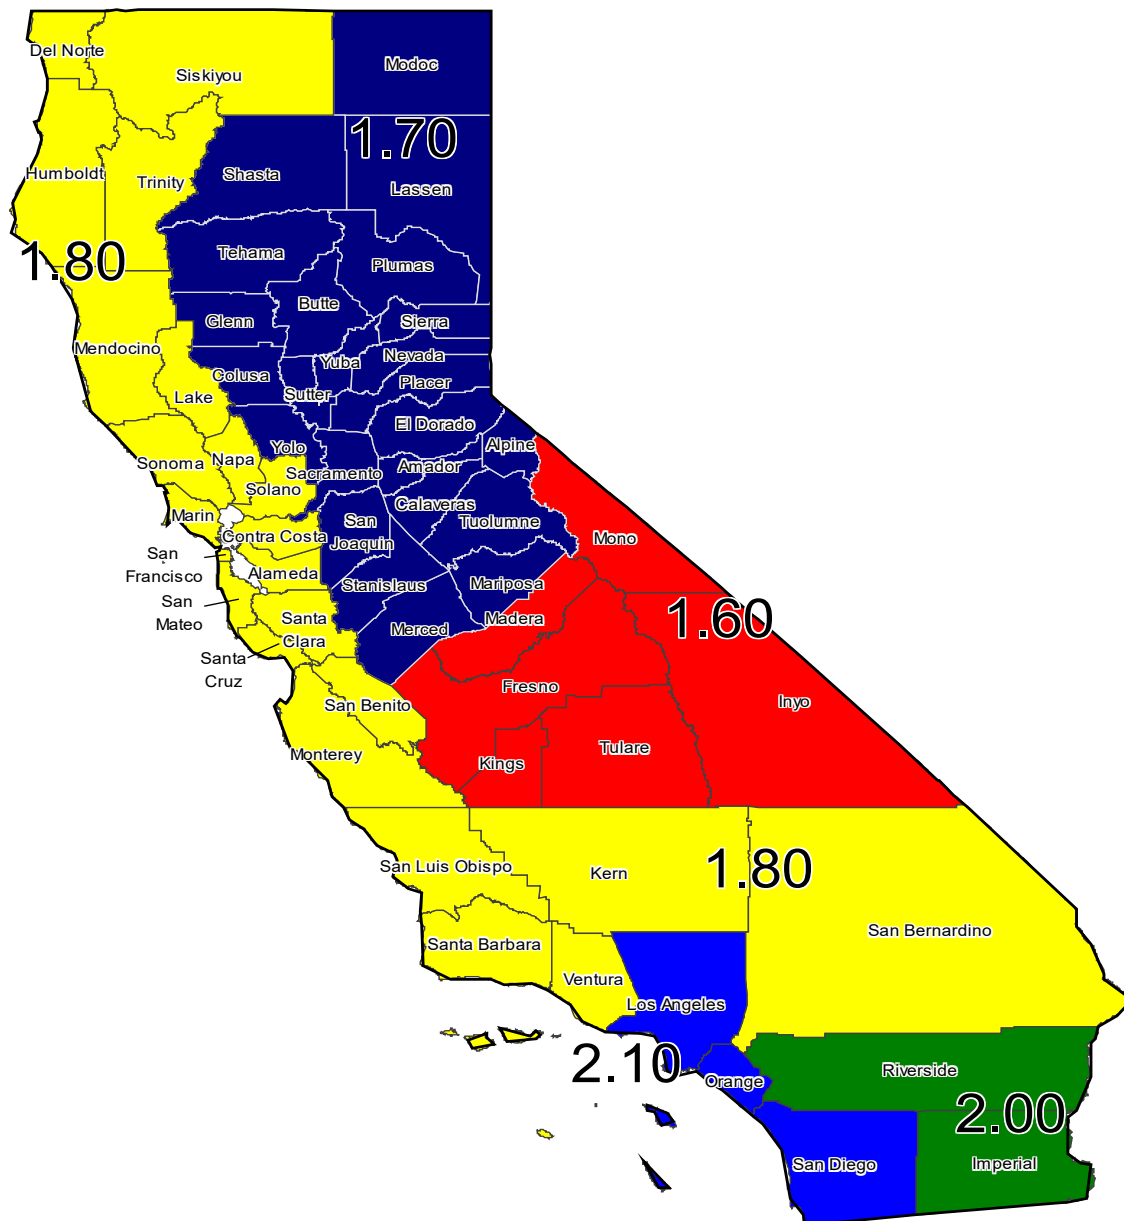 Del Norte
Siskiyou
Modoc
1.70
Shasta
Lassen
Humboldt
Trinity
1.80
Tehama
Plumas
Butte
Glenn
Sierra
Mendocino
Yuba
Nevada
Colusa
Placer
Lake
Sutter
El Dorado
Yolo
Alpine
Sonoma
Napa
Sacramento
Amador
Solano
Calaveras
Marin
San
Joaquin
Tuolumne
Contra Costa
Mono
San
Francisco
Alameda
Stanislaus
Mariposa
San
Mateo
Santa
Clara
Merced
Madera
1.60
Santa
Cruz
Fresno
Inyo
San Benito
Monterey
Kings
Tulare
San Luis Obispo
Kern
1.80
Santa Barbara
San Bernardino
Ventura
Los Angeles
2.10
Orange
Riverside
2.00
San Diego
Imperial